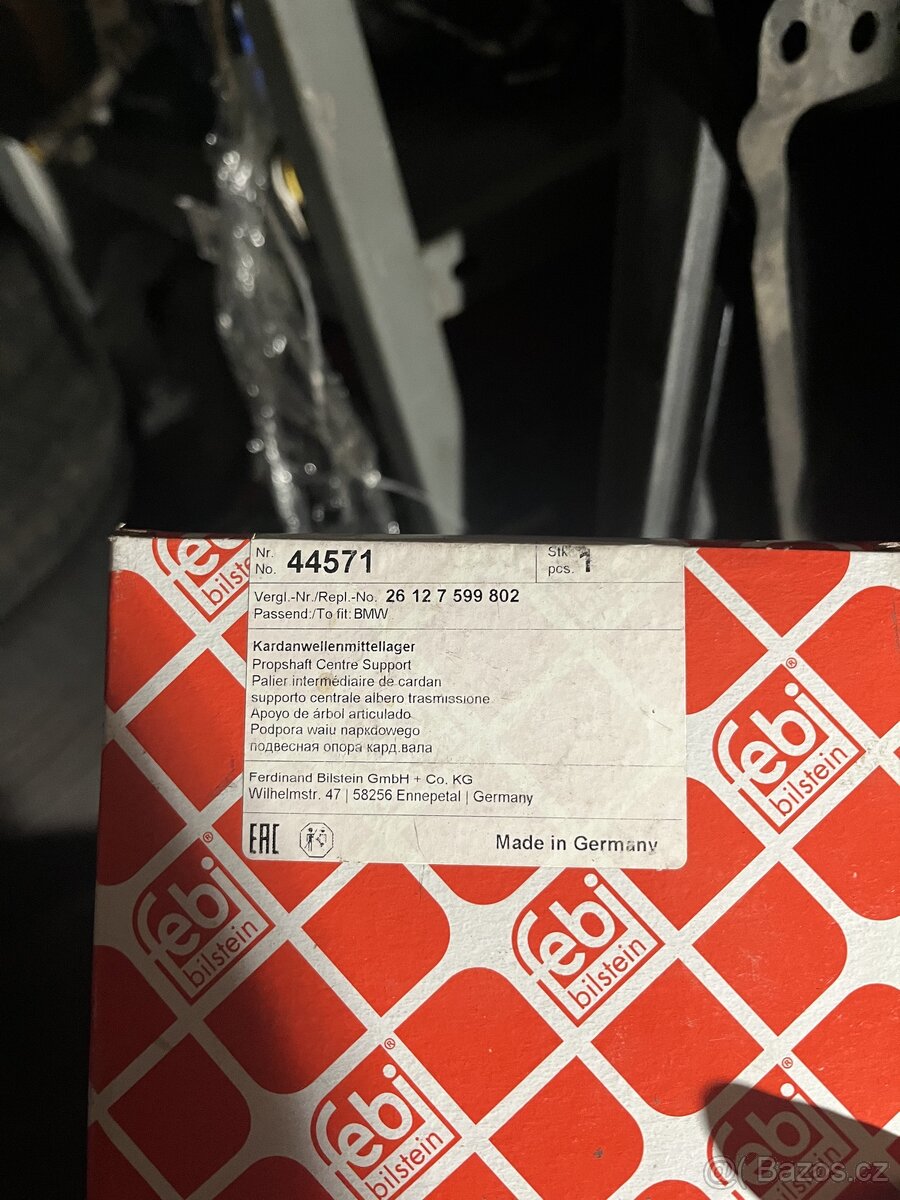 Nr.
No. 44571
Stk
pcs. 1
Vergl.-Nr./Repl.-No. 26 12 7 599 802
Passend:/To fit: BMW
Kardanwellenmittellager
Propshaft Centre Support
Palier intermédiaire de cardan
supporto centrale albero trasmissione
Apoyo de árbol articulado
Podpora wału napędowego
подвесная опора кард.вала
Ferdinand Bilstein GmbH + Co. KG
Wilhelmstr. 47 | 58256 Ennepetal | Germany
EAC
Made in Germany
febi
bilstein
febi
bilstein
febi
bilstein
febi
bilstein
febi
bilstein
febi
bilstein
Bazos.cz